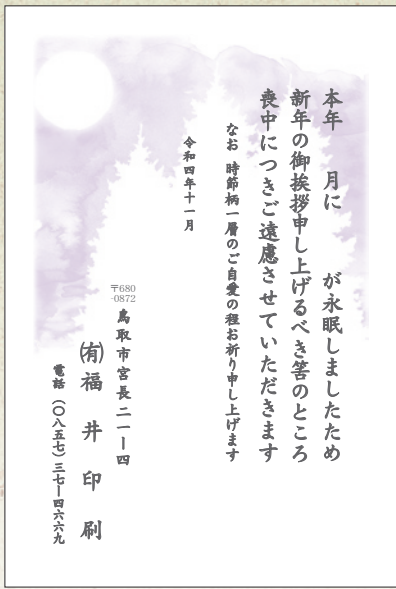 本年　月に　　が永眠しましたため
新年の御挨拶申し上げるべき筈のところ
喪中につきご遠慮させていただきます
なお 時節柄一層のご自愛の程お祈り申し上げます
令和四年十一月
〒680-0872
鳥取市宮長二一ー四
㈲福井印刷
電話（〇八五七）三七ー四六六九